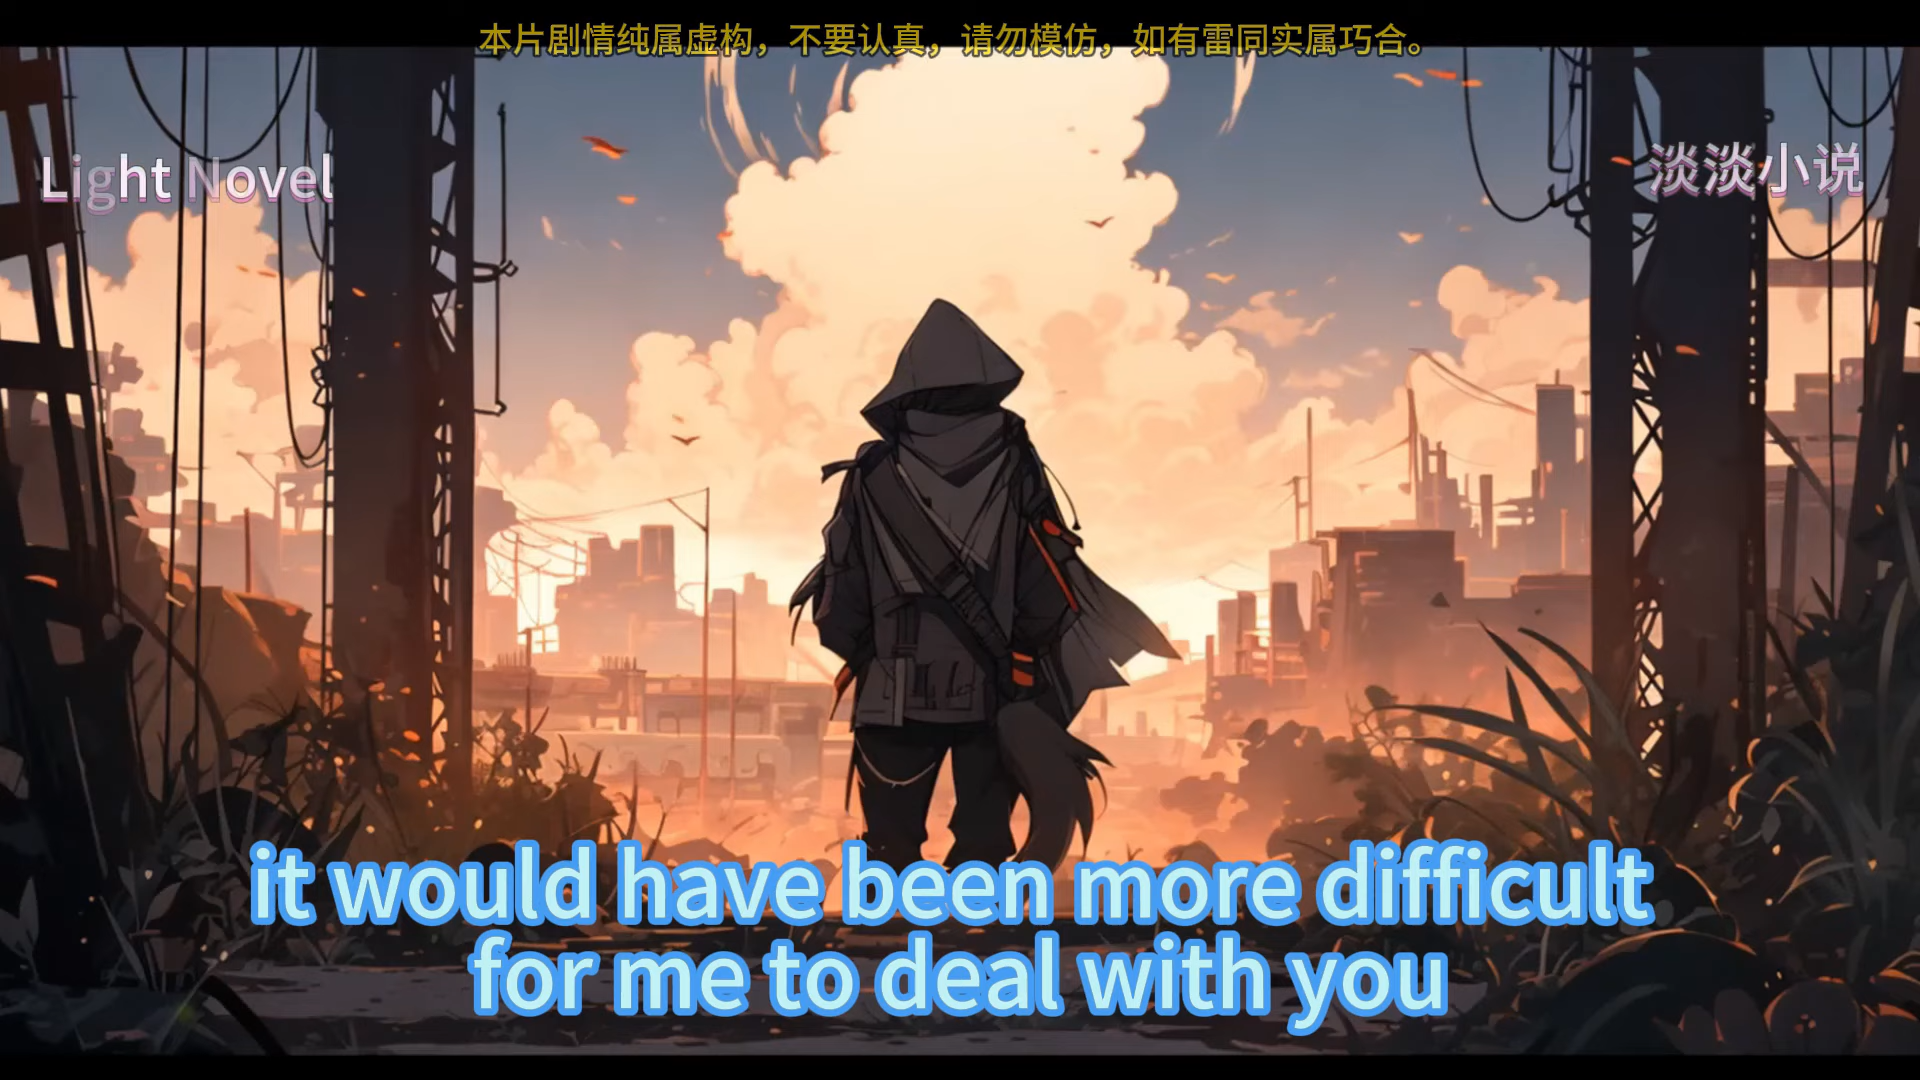 本片剧情纯属虚构，不要认真，请勿模仿，如有雷同实属巧合。
Light Novel
淡淡小说
it would have been more difficult
for me to deal with you